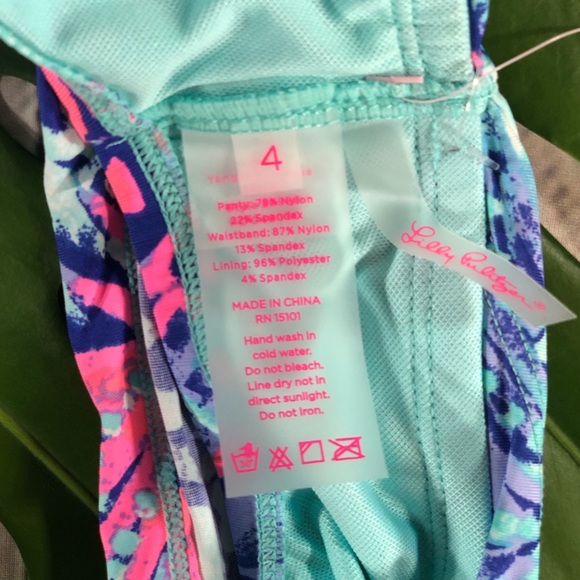 4
Panty: 78% Nylon
22% Spandex
Waistband: 87% Nylon
13% Spandex
Lining: 96% Polyester
4% Spandex
MADE IN CHINA
RN 15101
Hand wash in
cold water.
Do not bleach.
Line dry not in
direct sunlight.
Do not iron.
Lilly Pulitzer®